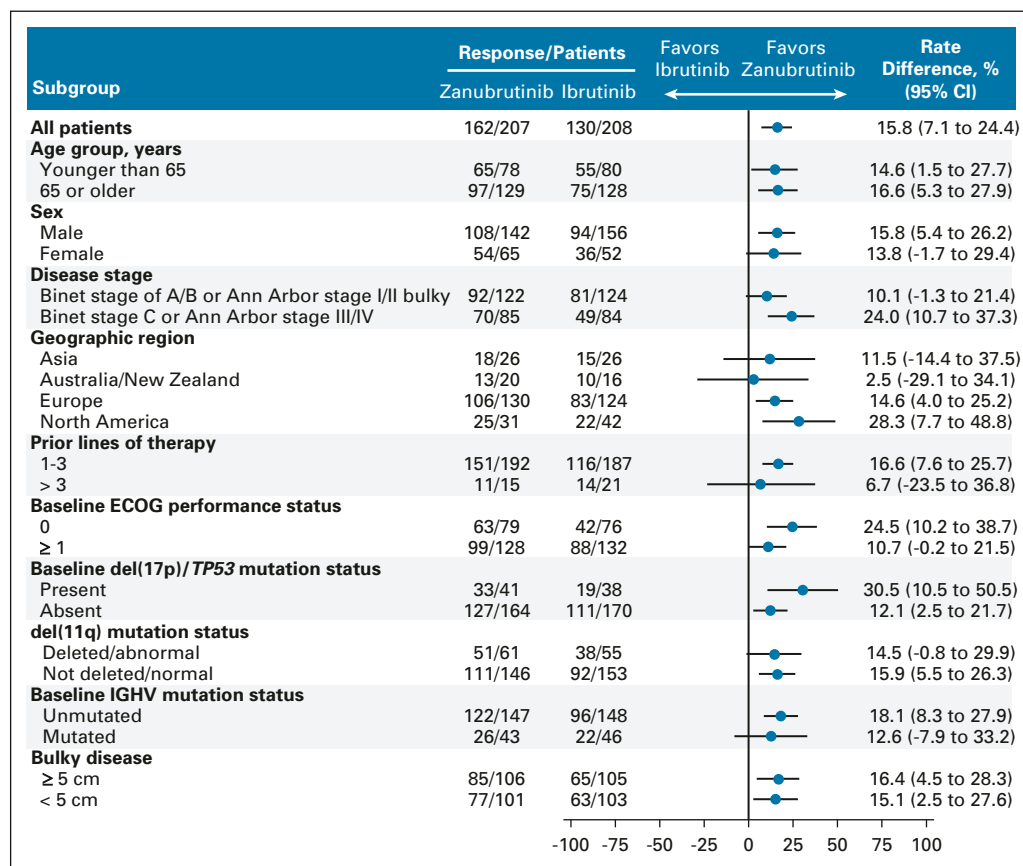 Subgroup
Response/Patients
Zanubrutinib Ibrutinib
Favors Ibrutinib
Favors Zanubrutinib
Rate Difference, % (95% CI)
All patients 162/207 130/208 15.8 (7.1 to 24.4)
Age group, years
Younger than 65 65/78 55/80 14.6 (1.5 to 27.7)
65 or older 97/129 75/128 16.6 (5.3 to 27.9)
Sex
Male 108/142 94/156 15.8 (5.4 to 26.2)
Female 54/65 36/52 13.8 (-1.7 to 29.4)
Disease stage
Binet stage of A/B or Ann Arbor stage I/II bulky 92/122 81/124 10.1 (-1.3 to 21.4)
Binet stage C or Ann Arbor stage III/IV 70/85 49/84 24.0 (10.7 to 37.3)
Geographic region
Asia 18/26 15/26 11.5 (-14.4 to 37.5)
Australia/New Zealand 13/20 10/16 2.5 (-29.1 to 34.1)
Europe 106/130 83/124 14.6 (4.0 to 25.2)
North America 25/31 22/42 28.3 (7.7 to 48.8)
Prior lines of therapy
1-3 151/192 116/187 16.6 (7.6 to 25.7)
> 3 11/15 14/21 6.7 (-23.5 to 36.8)
Baseline ECOG performance status
0 63/79 42/76 24.5 (10.2 to 38.7)
≥ 1 99/128 88/132 10.7 (-0.2 to 21.5)
Baseline del(17p)/TP53 mutation status
Present 33/41 19/38 30.5 (10.5 to 50.5)
Absent 127/164 111/170 12.1 (2.5 to 21.7)
del(11q) mutation status
Deleted/abnormal 51/61 38/55 14.5 (-0.8 to 29.9)
Not deleted/normal 111/146 92/153 15.9 (5.5 to 26.3)
Baseline IGHV mutation status
Unmutated 122/147 96/148 18.1 (8.3 to 27.9)
Mutated 26/43 22/46 12.6 (-7.9 to 33.2)
Bulky disease
≥ 5 cm 85/106 65/105 16.4 (4.5 to 28.3)
< 5 cm 77/101 63/103 15.1 (2.5 to 27.6)
-100 -75 -50 -25 0 25 50 75 100